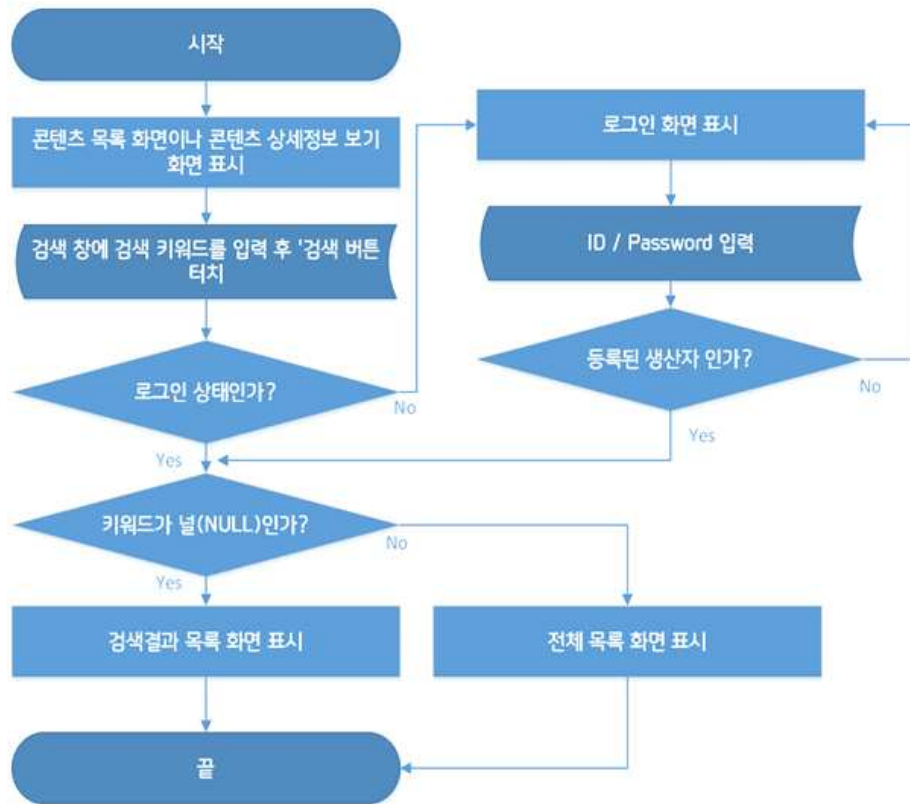 시작
콘텐츠 목록 화면이나 콘텐츠 상세정보 보기
화면 표시
검색 창에 검색 키워드를 입력 후 '검색 버튼
터치
로그인 상태인가?
No
Yes
로그인 화면 표시
ID / Password 입력
등록된 생산자 인가?
No
Yes
키워드가 널(NULL)인가?
No
Yes
검색결과 목록 화면 표시
전체 목록 화면 표시
끝